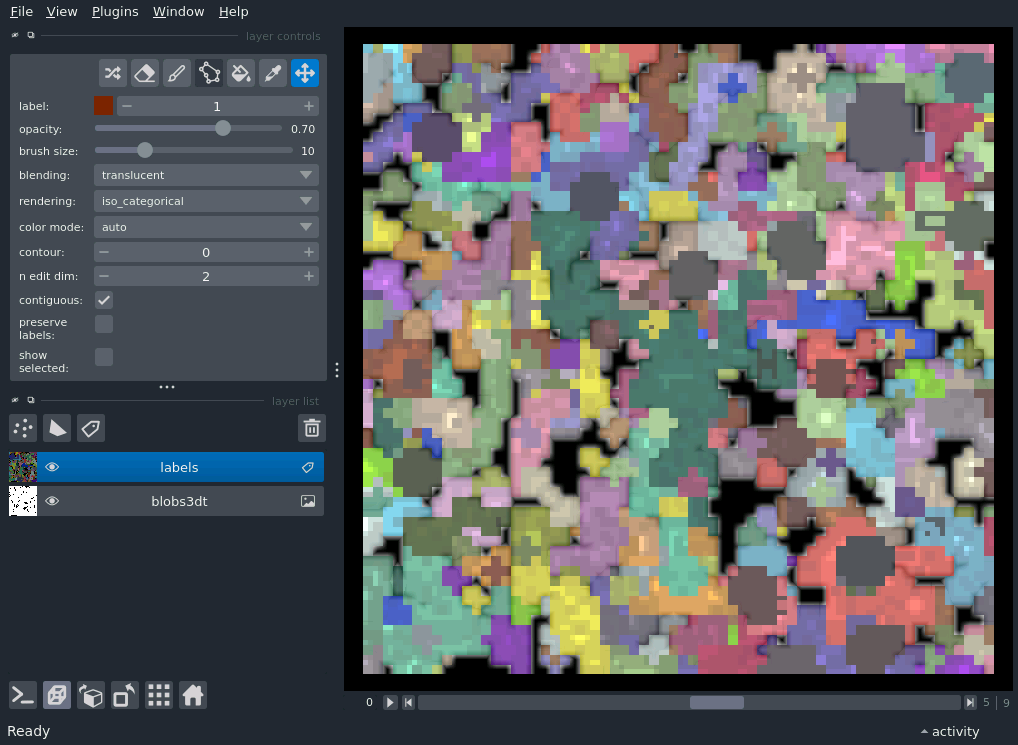 File View Plugins Window Help
layer controls
label: 1
opacity: 0.70
brush size: 10
blending: translucent
rendering: iso_categorical
color mode: auto
contour: 0
n edit dim: 2
contiguous:
preserve
labels:
show
selected:
layer list
labels
blobs3dt
0 5 9
Ready activity